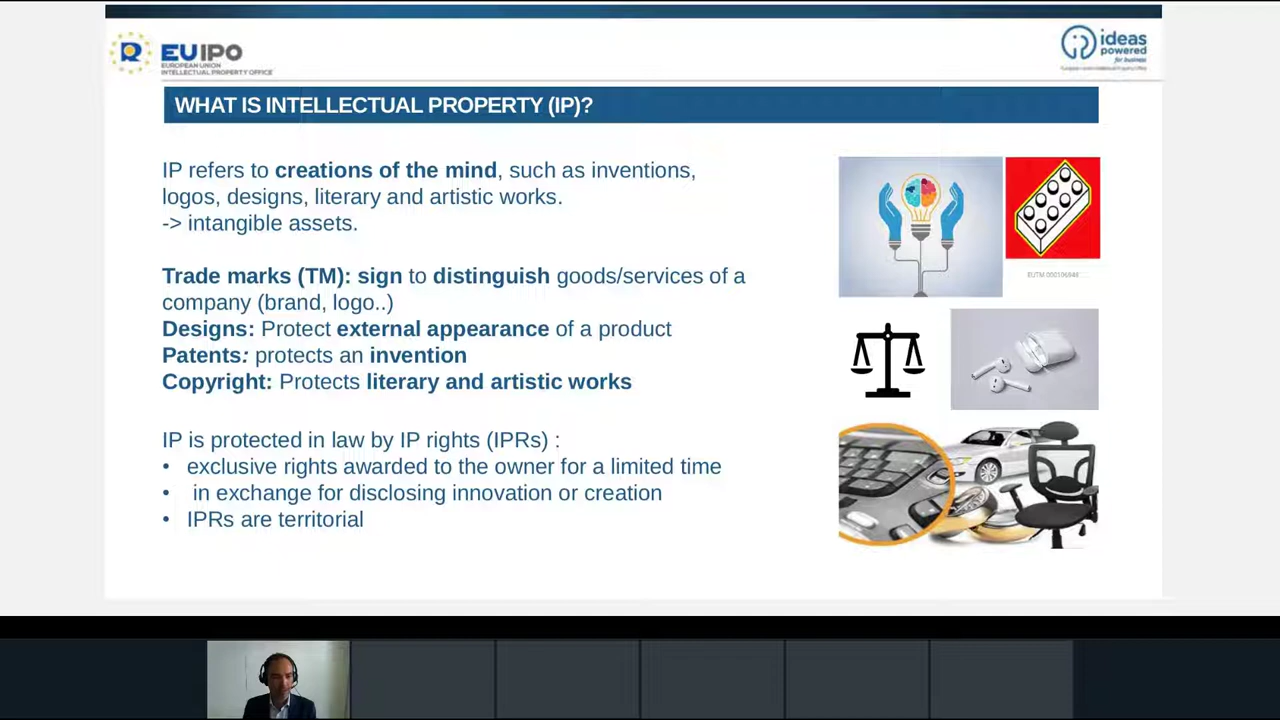 EUIPO
EUROPEAN UNION
INTELLECTUAL PROPERTY OFFICE
ideas
powered
for business
WHAT IS INTELLECTUAL PROPERTY (IP)?
IP refers to creations of the mind, such as inventions,
logos, designs, literary and artistic works.
-> intangible assets.
Trade marks (TM): sign to distinguish goods/services of a
company (brand, logo..)
Designs: Protect external appearance of a product
Patents: protects an invention
Copyright: Protects literary and artistic works
IP is protected in law by IP rights (IPRs) :
• exclusive rights awarded to the owner for a limited time
• in exchange for disclosing innovation or creation
• IPRs are territorial